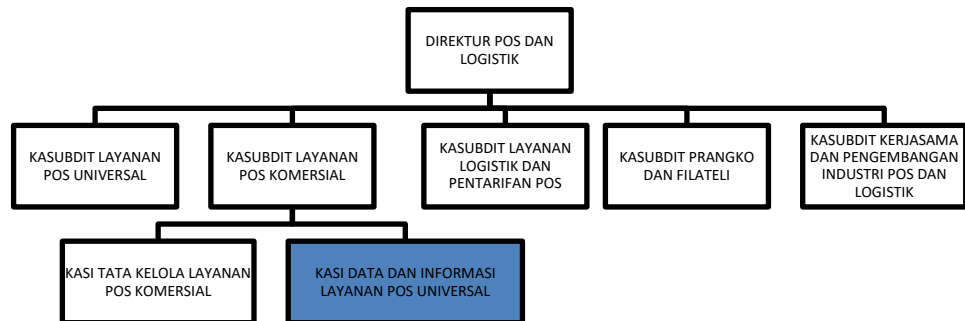 DIREKTUR POS DAN
LOGISTIK
KASUBDIT LAYANAN
POS UNIVERSAL
KASUBDIT LAYANAN
POS KOMERSIAL
KASUBDIT LAYANAN
LOGISTIK DAN
PENTARIFAN POS
KASUBDIT PRANGKO
DAN FILATELI
KASUBDIT KERJASAMA
DAN PENGEMBANGAN
INDUSTRI POS DAN
LOGISTIK
KASI TATA KELOLA LAYANAN
POS KOMERSIAL
KASI DATA DAN INFORMASI
LAYANAN POS UNIVERSAL